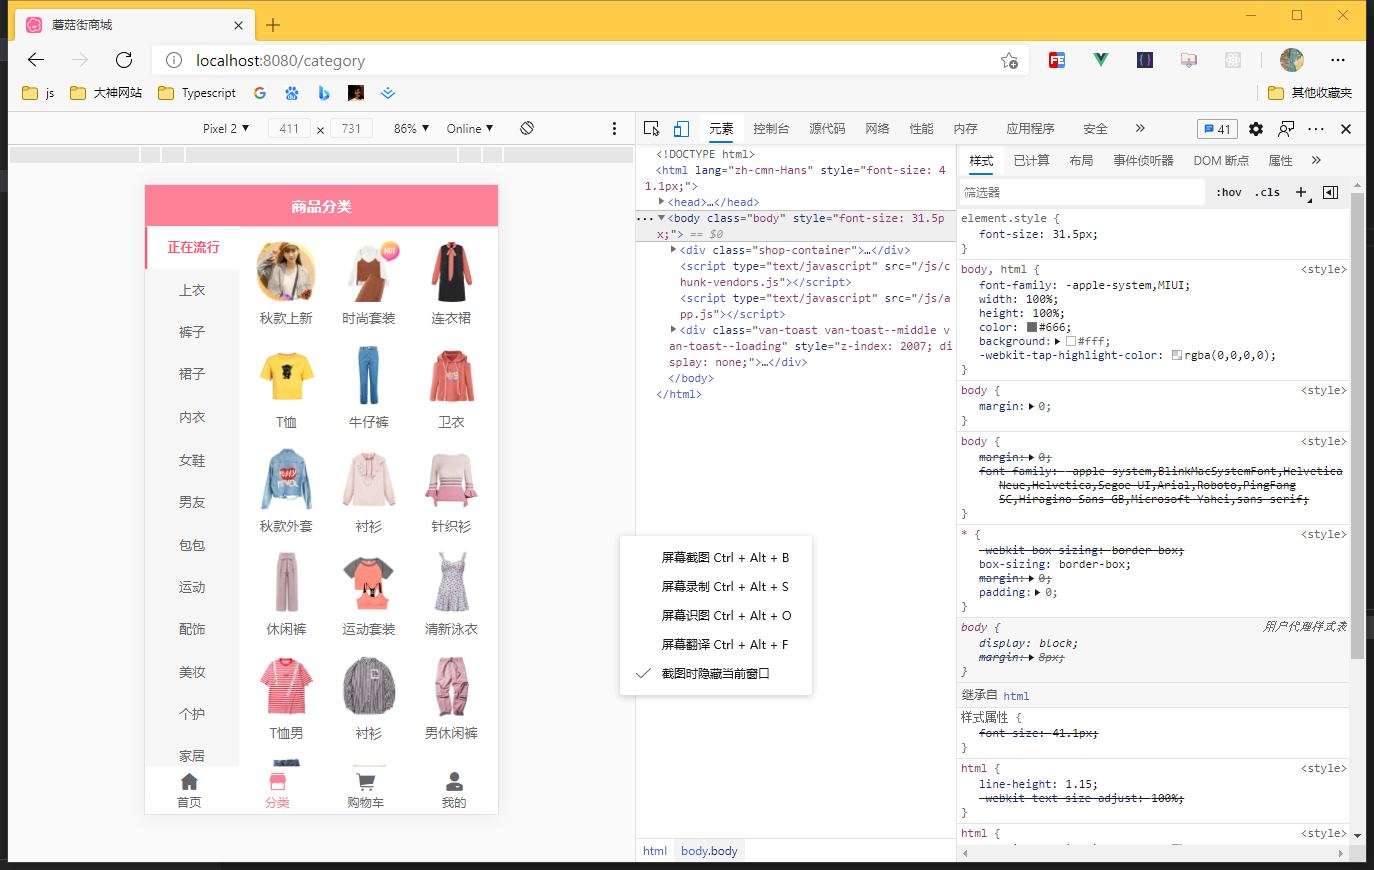 蘑菇街商城
localhost:8080/category
js
大神网站
Typescript
其他收藏夹
Pixel 2 ▼
411 x 731
86% ▼
Online ▼
元素
控制台
源代码
网络
性能
内存
应用程序
安全
»
41
商品分类
正在流行
上衣
裤子
裙子
内衣
女鞋
男友
包包
运动
配饰
美妆
个护
家居
HOT
秋款上新
时尚套装
连衣裙
T恤
牛仔裤
卫衣
秋款外套
衬衫
针织衫
休闲裤
运动套装
清新泳衣
T恤男
衬衫
男休闲裤
首页
分类
购物车
我的
<!DOCTYPE html>
<html lang="zh-cmn-Hans" style="font-size: 4
1.1px;">
<head>…</head>
<body class="body" style="font-size: 31.5p
x;"> == $0
<div class="shop-container">…</div>
<script type="text/javascript" src="/js/c
hunk-vendors.js"></script>
<script type="text/javascript" src="/js/a
pp.js"></script>
<div class="van-toast van-toast--middle v
an-toast--loading" style="z-index: 2007; di
splay: none;">…</div>
</body>
</html>
屏幕截图 Ctrl + Alt + B
屏幕录制 Ctrl + Alt + S
屏幕识图 Ctrl + Alt + O
屏幕翻译 Ctrl + Alt + F
截图时隐藏当前窗口
html
body.body
样式
已计算
布局
事件侦听器
DOM 断点
属性
»
筛选器
:hov
.cls
element.style {
font-size: 31.5px;
}
body, html {
<style>
font-family: -apple-system,MIUI;
width: 100%;
height: 100%;
color: #666;
background: #fff;
-webkit-tap-highlight-color: rgba(0,0,0,0);
}
body {
<style>
margin: 0;
}
body {
<style>
margin: 0;
font-family: -apple-system,BlinkMacSystemFont,Helvetica
Neue,Helvetica,Segoe UI,Arial,Roboto,PingFang
SC,Hiragino Sans GB,Microsoft Yahei,sans-serif;
}
* {
<style>
-webkit-box-sizing: border-box;
box-sizing: border-box;
margin: 0;
padding: 0;
}
body {
用户代理样式表
display: block;
margin: 8px;
}
继承自 html
样式属性 {
font-size: 41.1px;
}
html {
<style>
line-height: 1.15;
-webkit-text-size-adjust: 100%;
}
html {
<style>